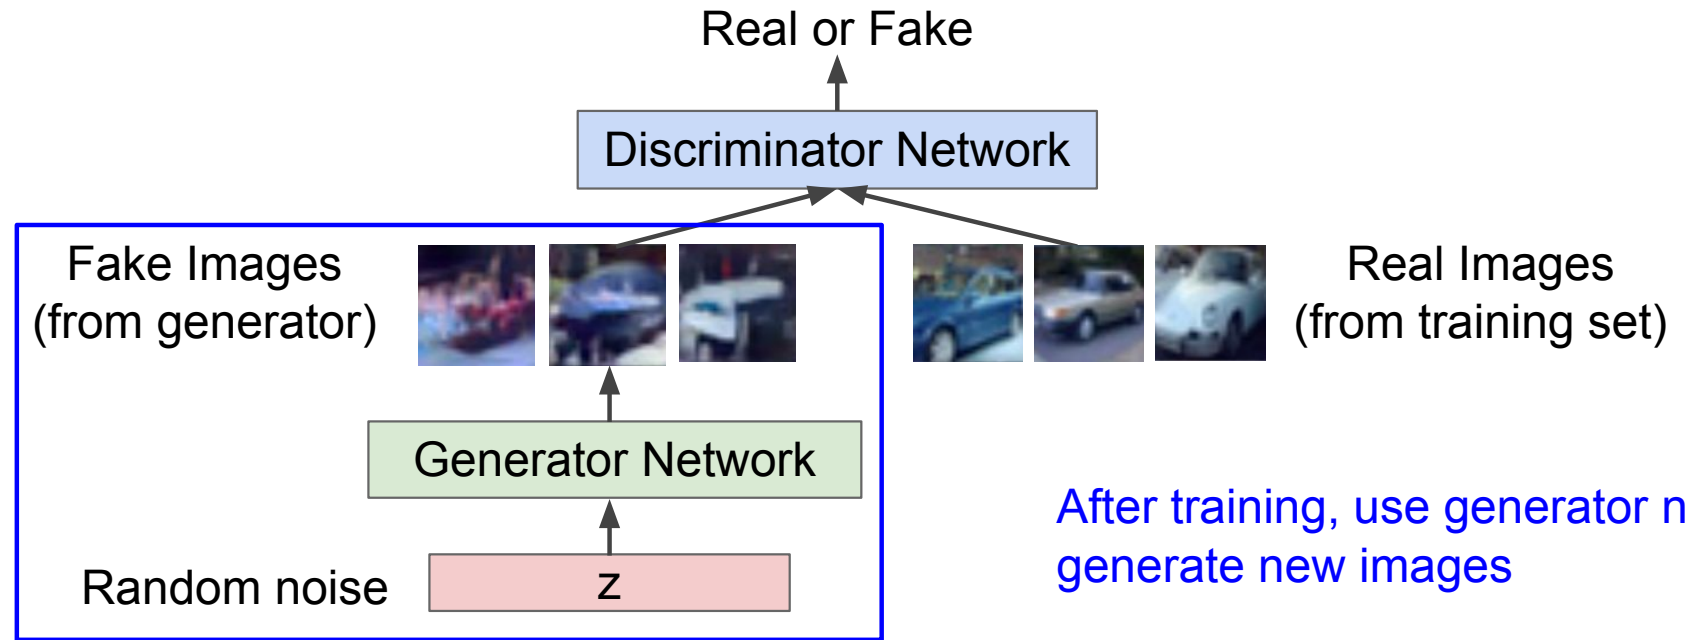 Real or Fake
Discriminator Network
Fake Images
(from generator)
Real Images
(from training set)
Generator Network
After training, use generator n
generate new images
Random noise
z